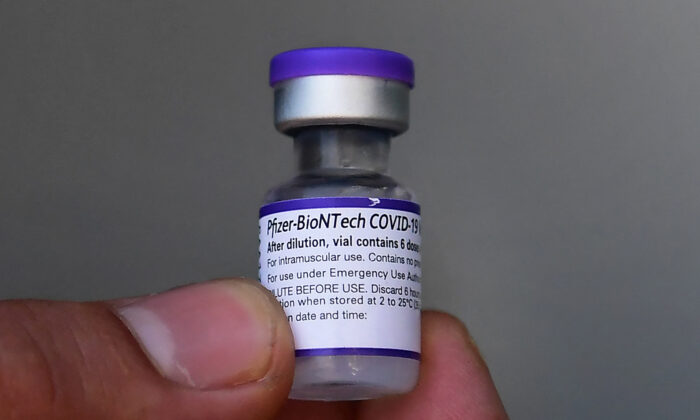 Pfizer-BioNTech COVID-19
After dilution, vial contains 6
For intramuscular use. Contains no
For use under Emergency Use
BEFORE USE. Discard 6
when stored at 2 to 25°C
date and time: